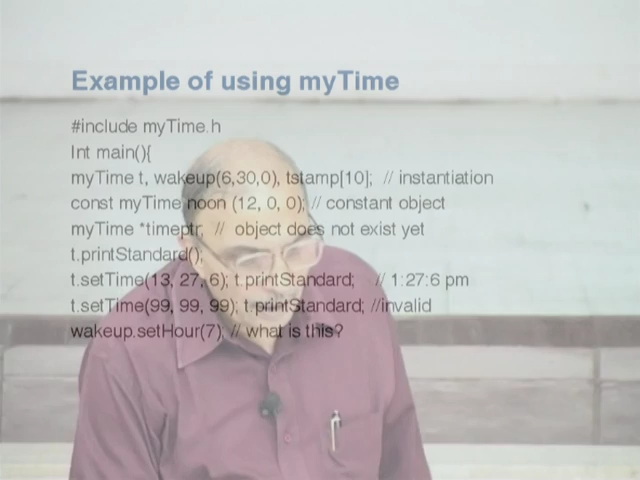 Example of using myTime
#include myTime.h
Int main(){
myTime t, wakeup(6,30,0), tstamp[10];  // instantiation
const myTime noon (12, 0, 0); // constant object
myTime *timeptr;  //  object does not exist yet
t.printStandard();
t.setTime(13, 27, 6); t.printStandard;    // 1:27:6 pm
t.setTime(99, 99, 99); t.printStandard; //invalid
wakeup.setHour(7); // what is this?